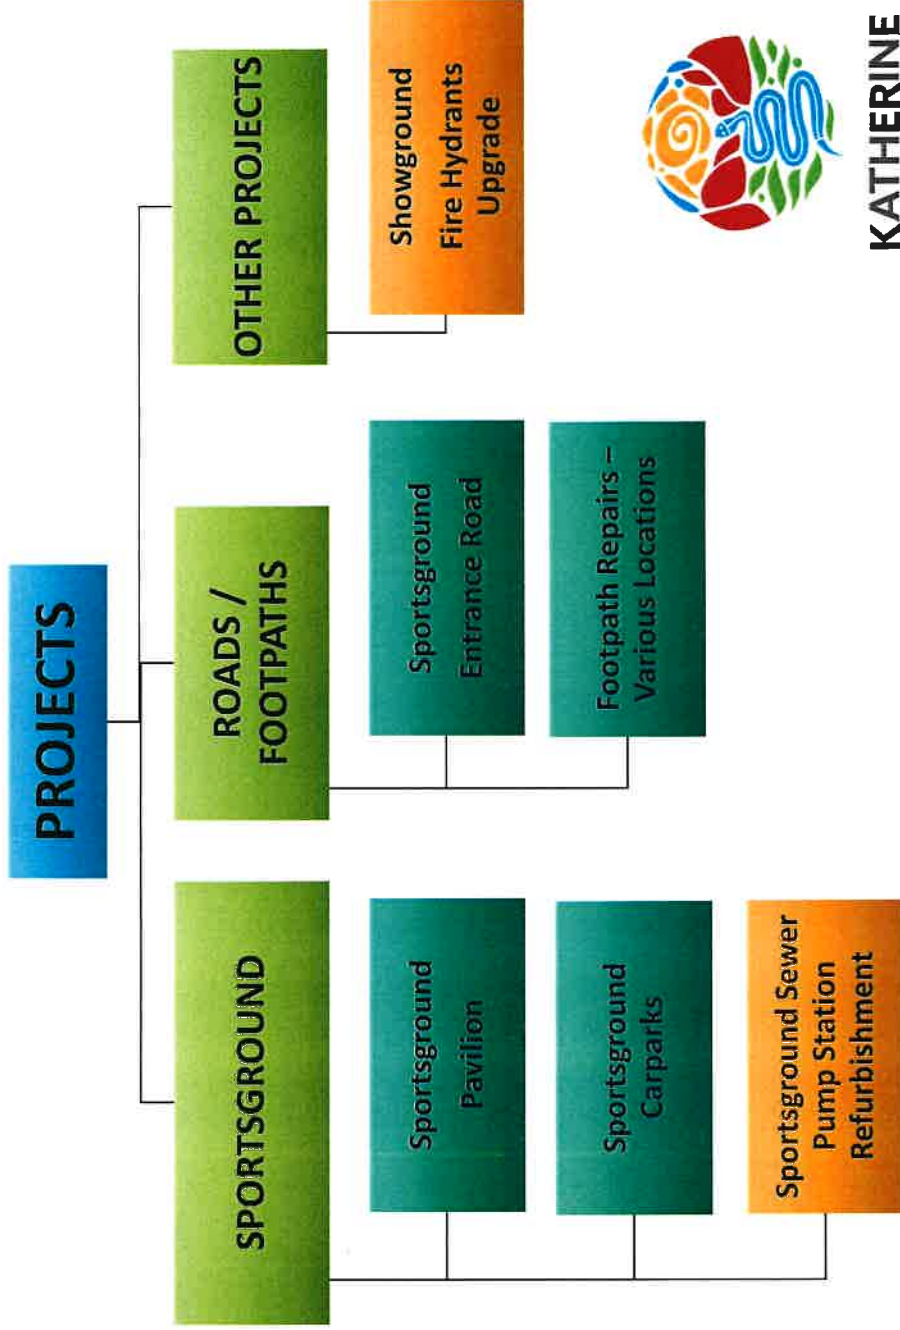 PROJECTS
SPORTSGROUND
Sportsground
Pavilion
Sportsground
Carparks
Sportsground Sewer
Pump Station
Refurbishment
ROADS /
FOOTPATHS
Sportsground
Entrance Road
Footpath Repairs –
Various Locations
OTHER PROJECTS
Showground
Fire Hydrants
Upgrade
KATHERINE